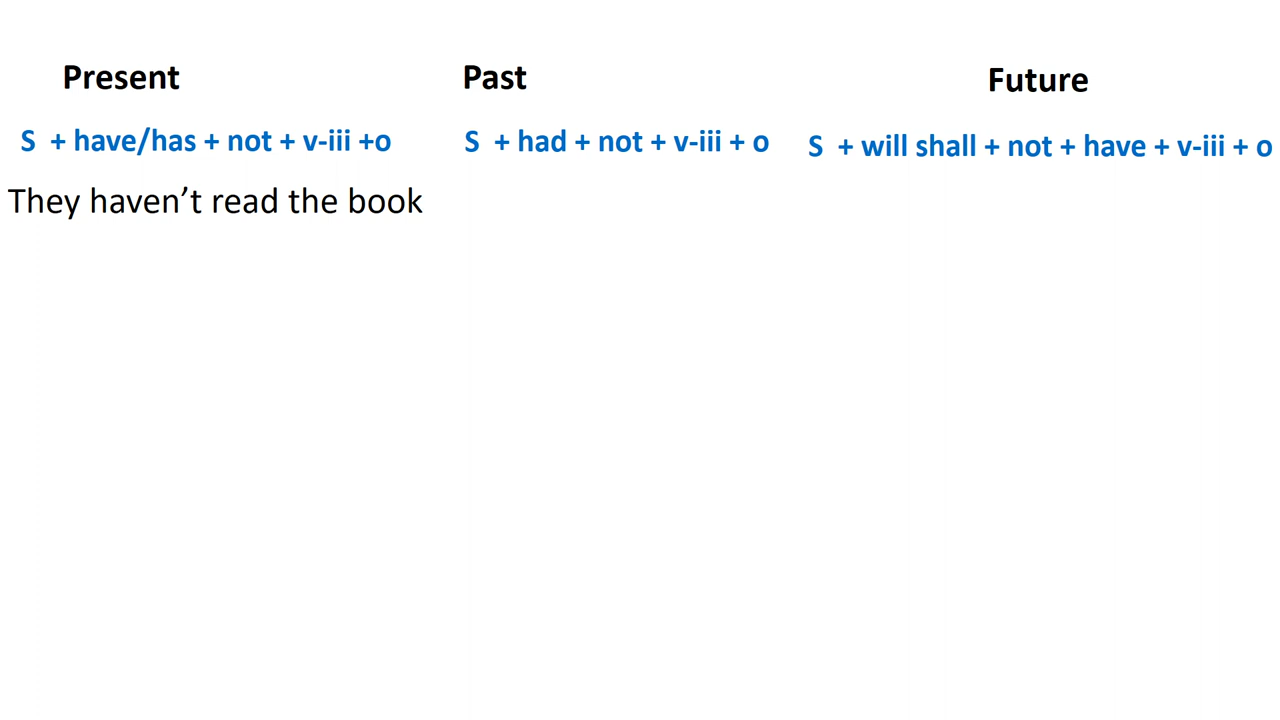 Present
Past
Future
S + have/has + not + v-iii +o
S + had + not + v-iii + o
S + will shall + not + have + v-iii + o
They haven’t read the book